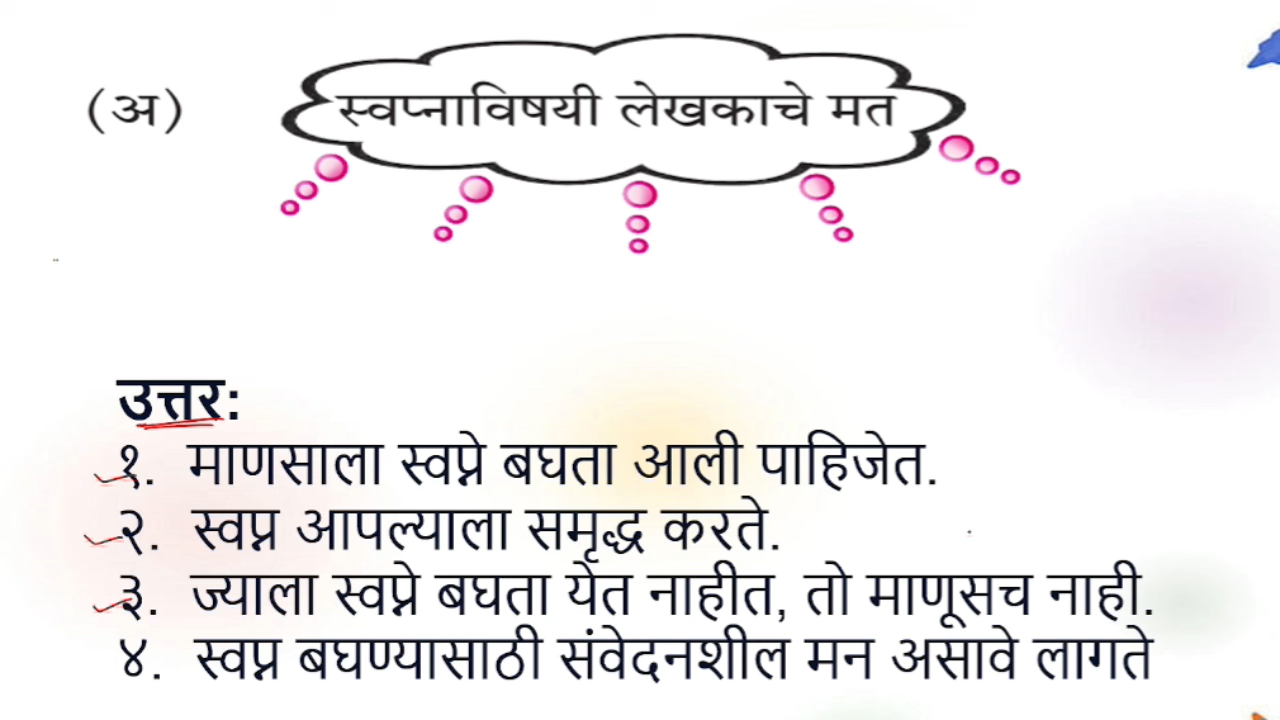 (अ)
स्वप्नाविषयी लेखकाचे मत
उत्तर:
१. माणसाला स्वप्ने बघता आली पाहिजेत.
२. स्वप्न आपल्याला समृद्ध करते.
३. ज्याला स्वप्ने बघता येत नाहीत, तो माणूसच नाही.
४. स्वप्न बघण्यासाठी संवेदनशील मन असावे लागते